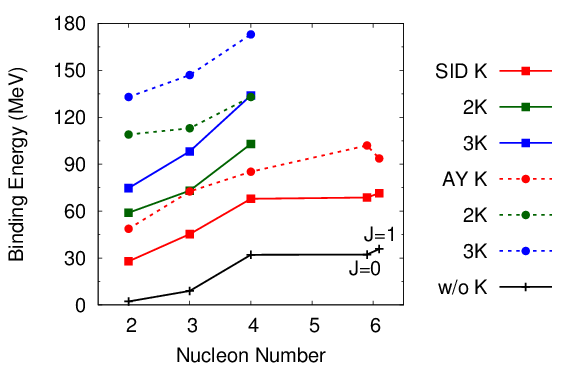 Binding Energy (MeV)
180
150
120
90
60
30
0
2
3
4
5
6
Nucleon Number
J=1
J=0
SID K
2K
3K
AY K
2K
3K
w/o K